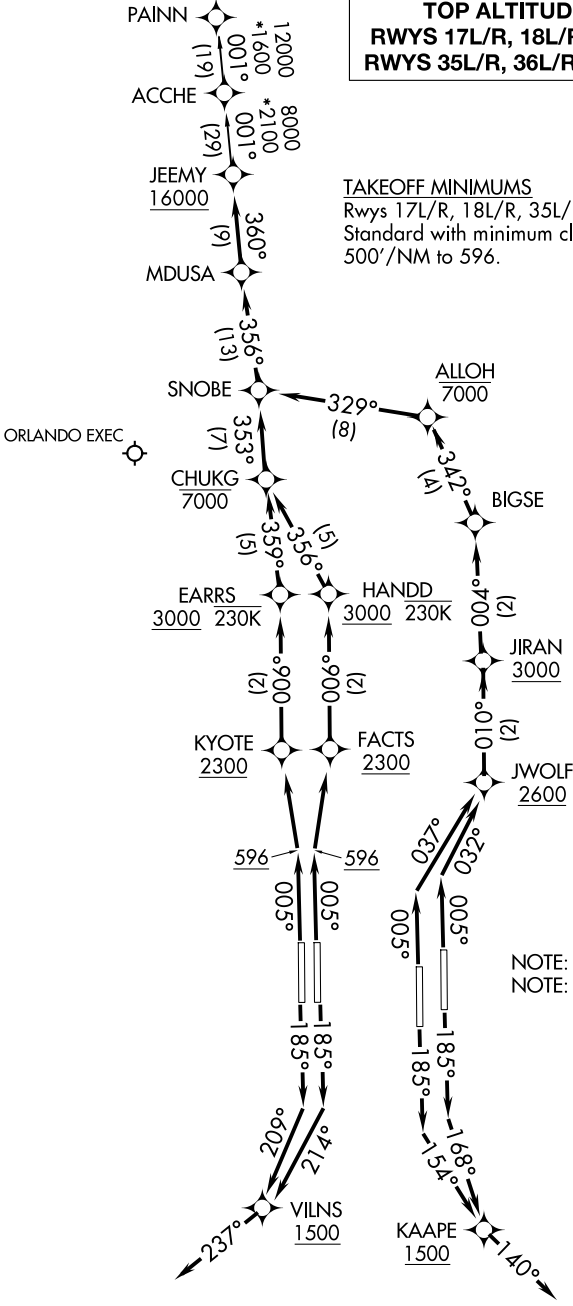 PAINN
TOP ALTITUD
RWYS 17L/R, 18L/R
RWYS 35L/R, 36L/R
12000
*1600
001°
(19)
ACCHE
8000
*2100
001°
(29)
JEEMY
16000
TAKEOFF MINIMUMS
Rwys 17L/R, 18L/R, 35L/
Standard with minimum cl
500'/NM to 596.
360°
(9)
MDUSA
356°
(13)
SNOBE
ALLOH
7000
329°
(8)
ORLANDO EXEC
353°
(7)
CHUKG
7000
342°
(4)
BIGSE
359°
(5)
356°
(5)
EARRS
3000 230K
HANDD
3000 230K
004°
(2)
JIRAN
3000
006°
(2)
006°
(2)
010°
(2)
KYOTE
2300
FACTS
2300
JWOLF
2600
037°
032°
596
596
005°
005°
005°
005°
NOTE:
NOTE:
185°
185°
185°
185°
209°
214°
154°
168°
VILNS
1500
KAAPE
1500
237°
140°